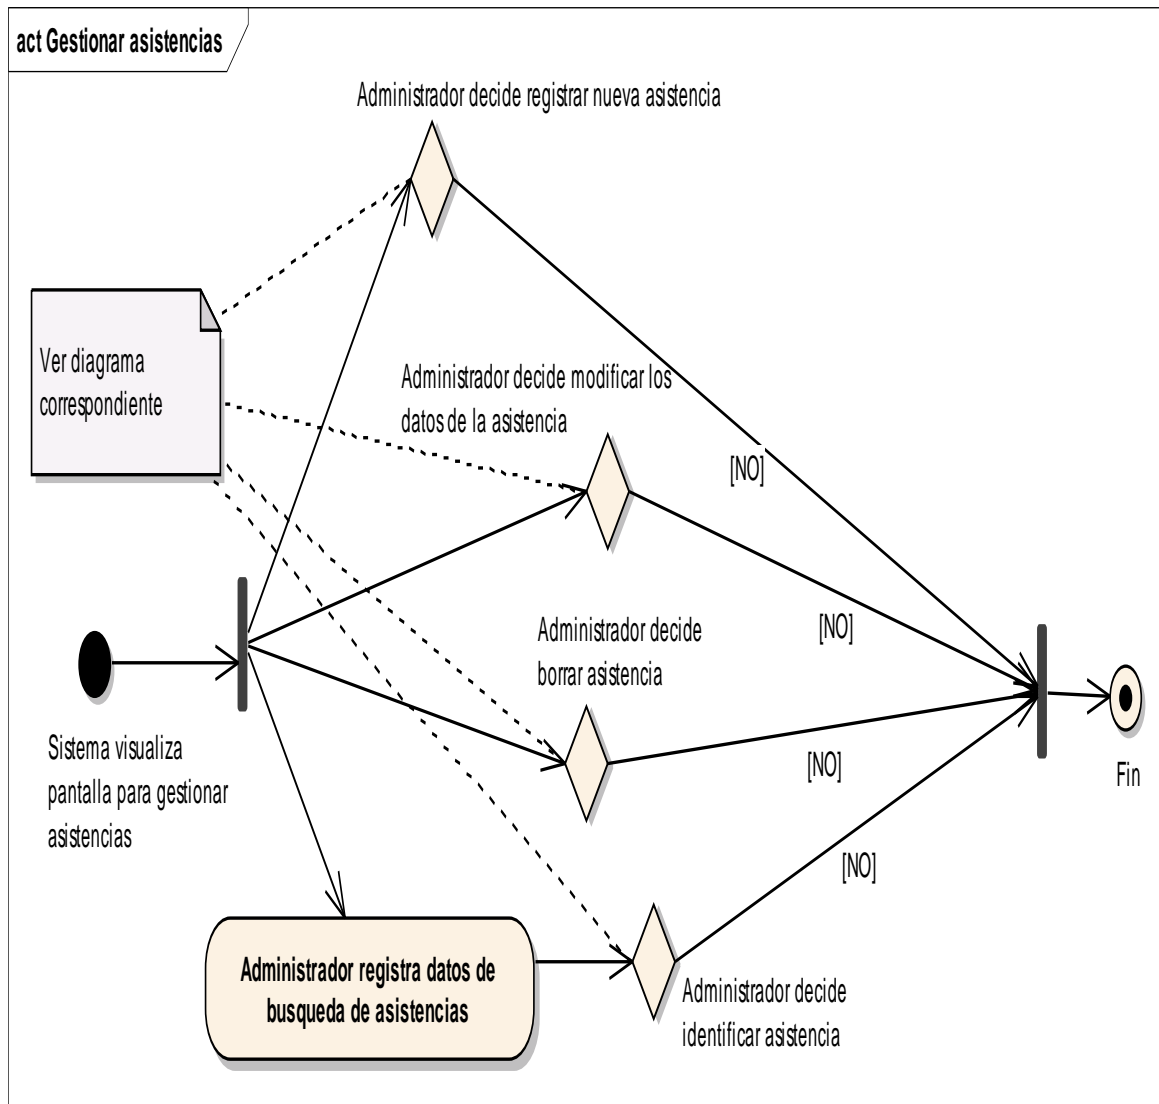 act Gestionar asistencias
Administrador decide registrar nueva asistencia
Ver diagrama
correspondiente
Administrador decide modificar los
datos de la asistencia
[NO]
[NO]
Administrador decide
borrar asistencia
[NO]
Sistema visualiza
pantalla para gestionar
asistencias
Fin
[NO]
Administrador registra datos de
busqueda de asistencias
Administrador decide
identificar asistencia